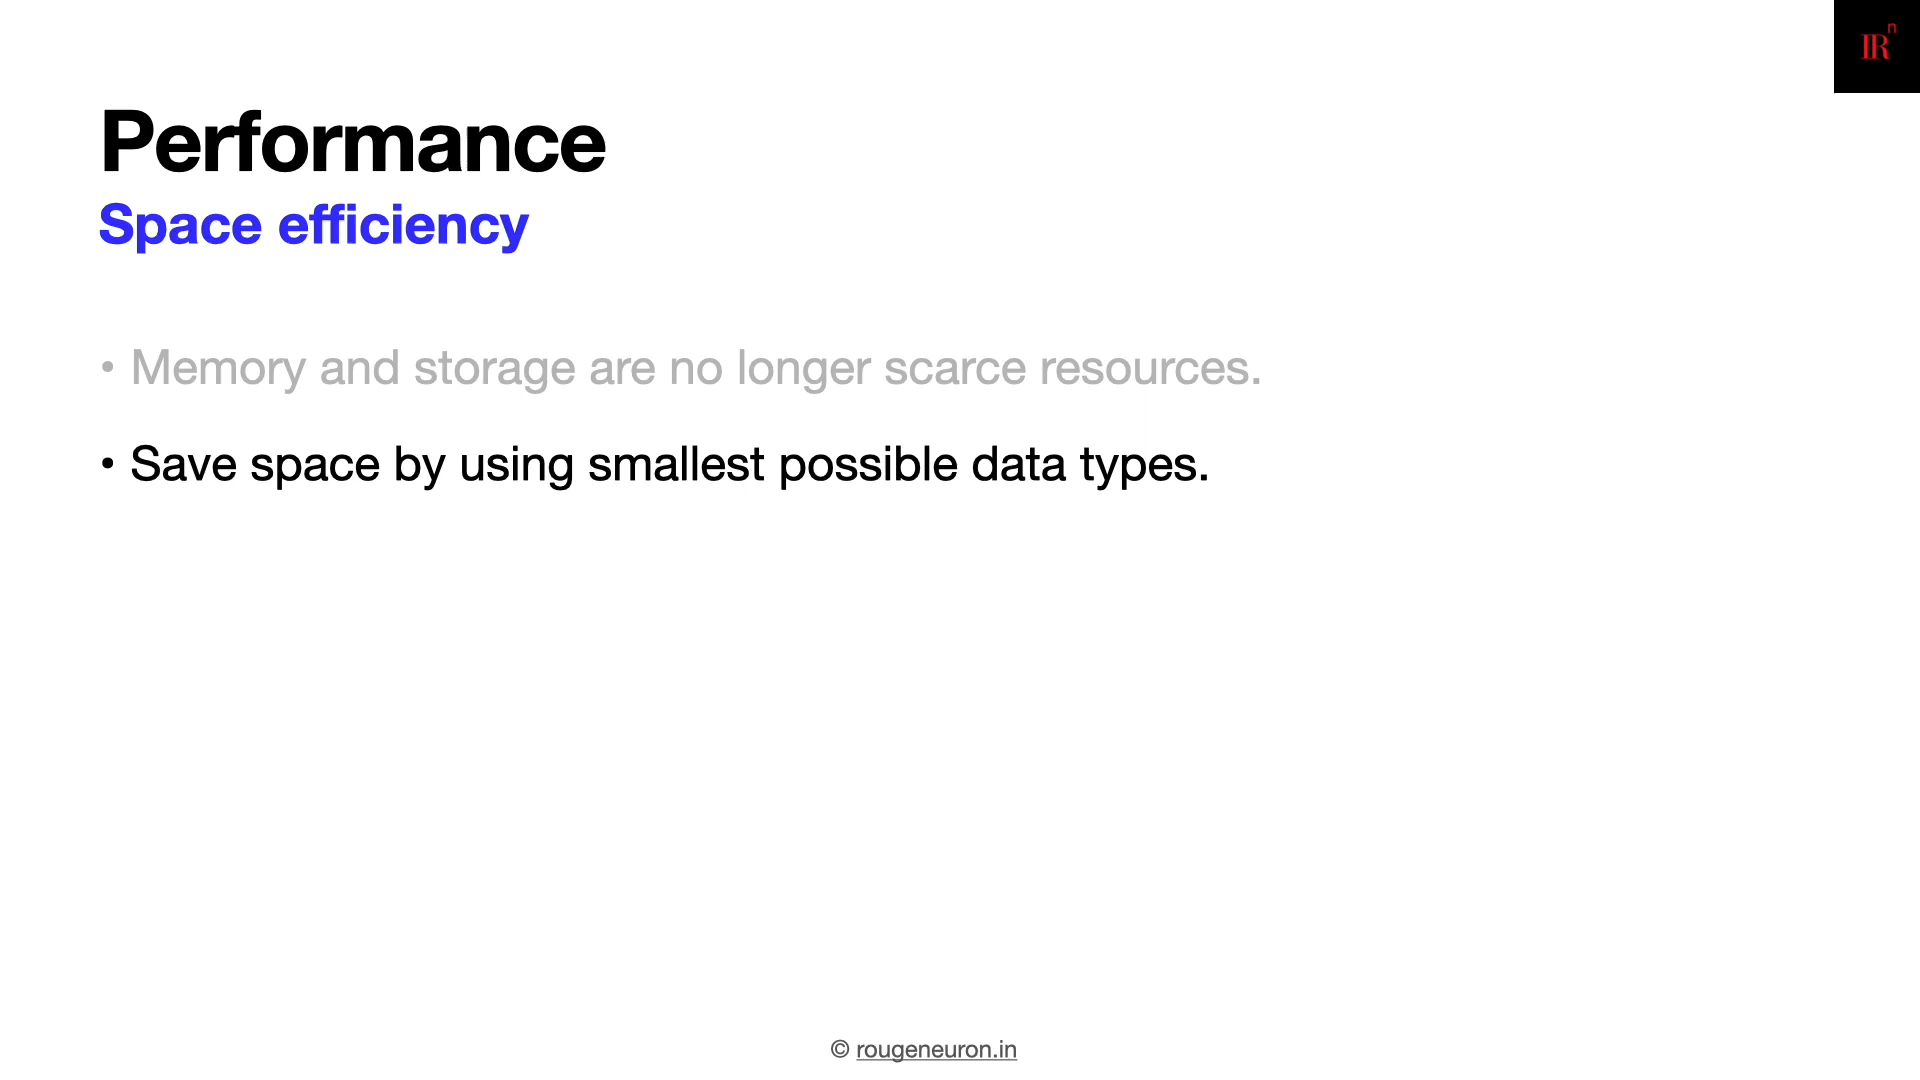 IRⁿ
Performance
Space efficiency
• Memory and storage are no longer scarce resources.
• Save space by using smallest possible data types.
© rougeneuron.in